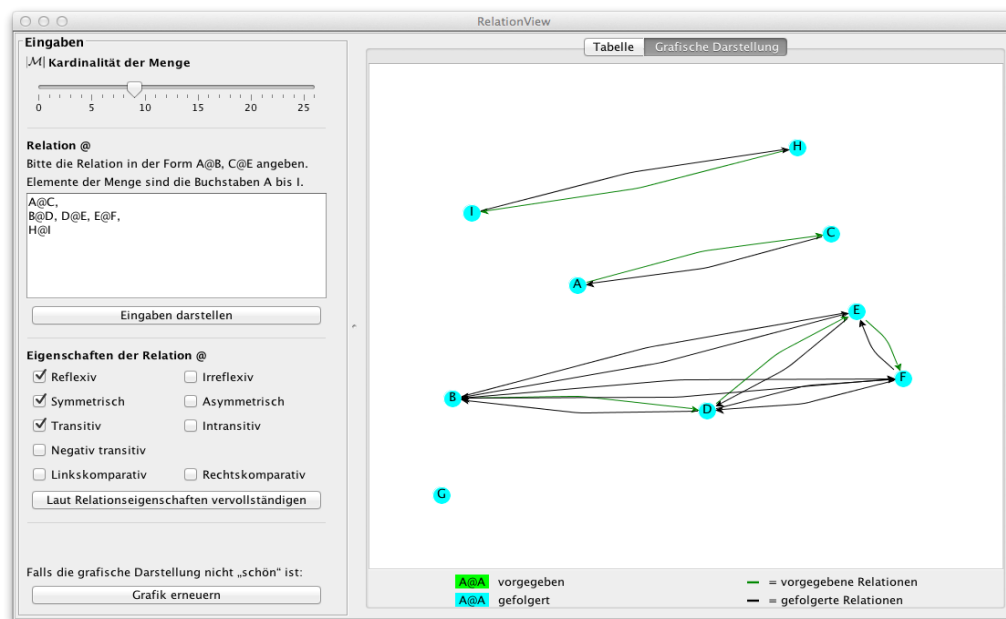 RelationView
Eingaben
|M| Kardinalität der Menge
0 5 10 15 20 25
Relation @
Bitte die Relation in der Form A@B, C@E angeben.
Elemente der Menge sind die Buchstaben A bis I.
A@C,
B@D, D@E, E@F,
H@I
Eingaben darstellen
Eigenschaften der Relation @
Reflexiv Irreflexiv
Symmetrisch Asymmetrisch
Transitiv Intransitiv
Negativ transitiv
Linkskomparativ Rechtskomparativ
Laut Relationseigenschaften vervollständigen
Falls die grafische Darstellung nicht „schön“ ist:
Grafik erneuern
Tabelle Grafische Darstellung
H
I
C
A
E
F
B
D
G
A@A vorgegeben = vorgegebene Relationen
A@A gefolgert = gefolgerte Relationen